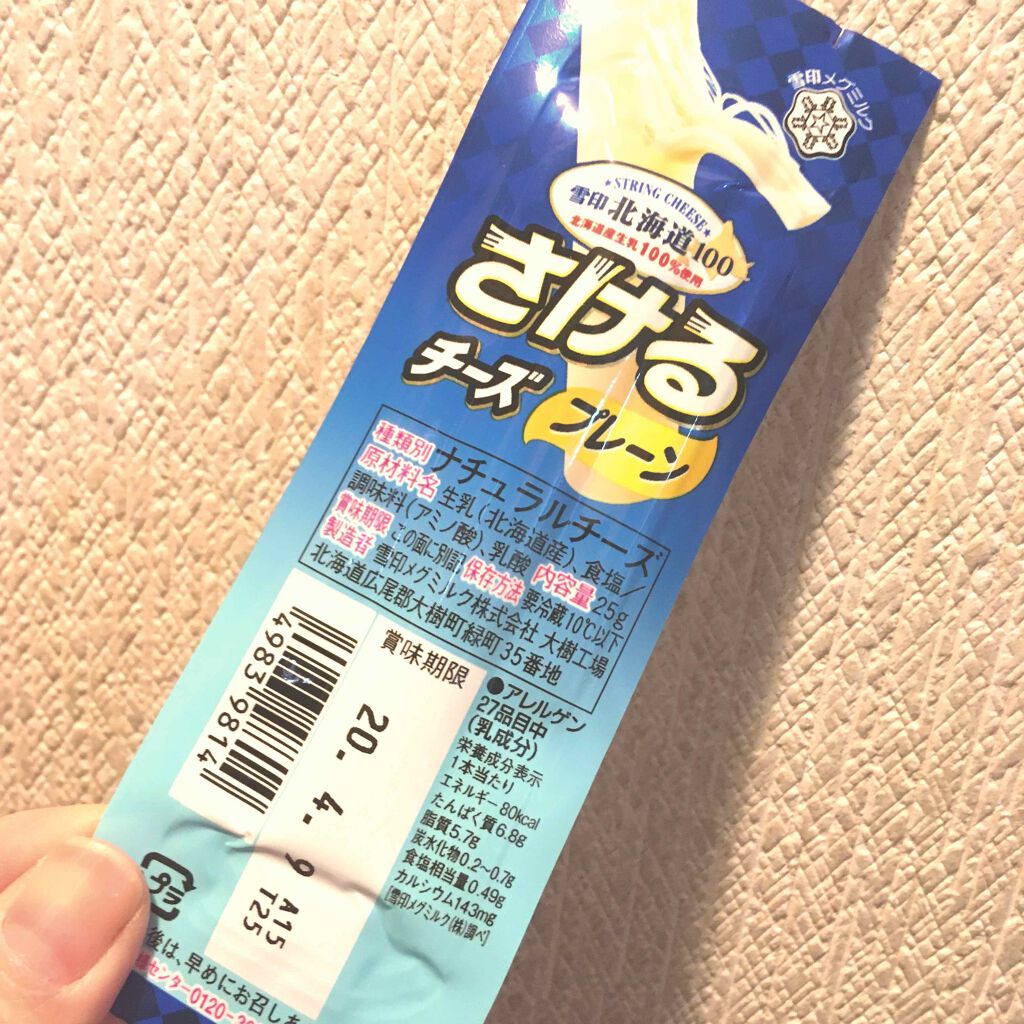 雪印メグミルク
★STRING CHEESE★
雪印 北海道100
北海道産生乳100%使用
さける
チーズ
プレーン
種類別 ナチュラルチーズ
原材料名 生乳(北海道産)、食塩/
調味料(アミノ酸)、乳酸 内容量 25g
賞味期限 この面に別記 保存方法 要冷蔵10℃以下
製造者 雪印メグミルク株式会社 大樹工場
北海道広尾郡大樹町緑町35番地
4983 9814
賞味期限
20. 4. 9 A15
T25
●アレルゲン
27品目中
(乳成分)
栄養成分表示
1本当たり
エネルギー80kcal
たんぱく質6.8g
脂質5.7g
炭水化物0.2~0.7g
食塩相当量0.49g
カルシウム143mg
[雪印メグミルク(株)調べ]
プラ
後は、早めにお召し
センター0120-3